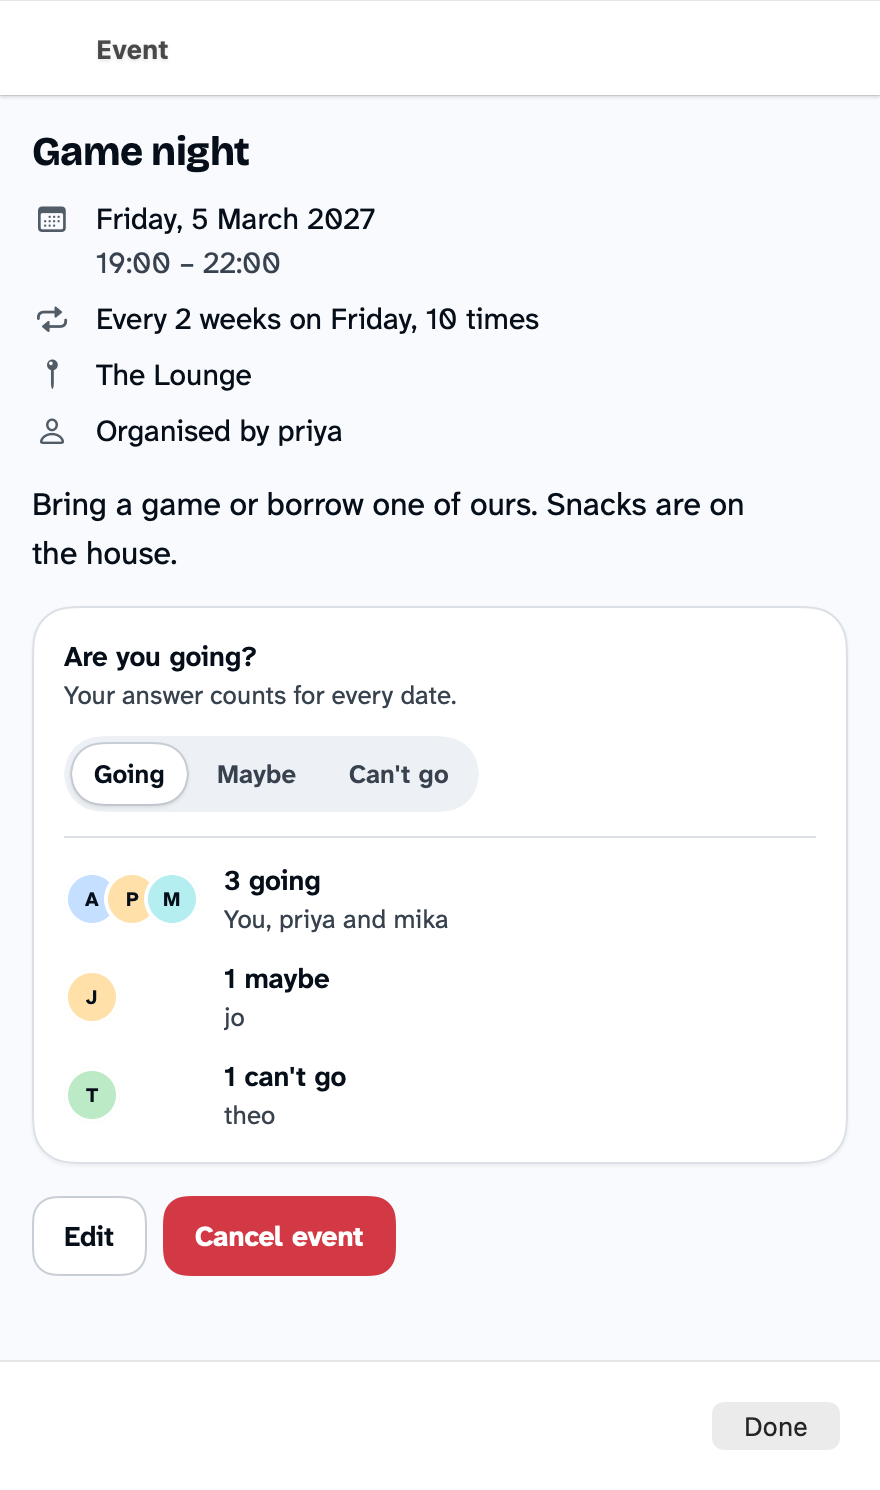 Event
Game night
Friday, 5 March 2027
19:00 – 22:00
Every 2 weeks on Friday, 10 times
The Lounge
Organised by priya
Bring a game or borrow one of ours. Snacks are on
the house.
Are you going?
Your answer counts for every date.
Going Maybe Can't go
A P M
3 going
You, priya and mika
J
1 maybe
jo
T
1 can't go
theo
Edit Cancel event
Done